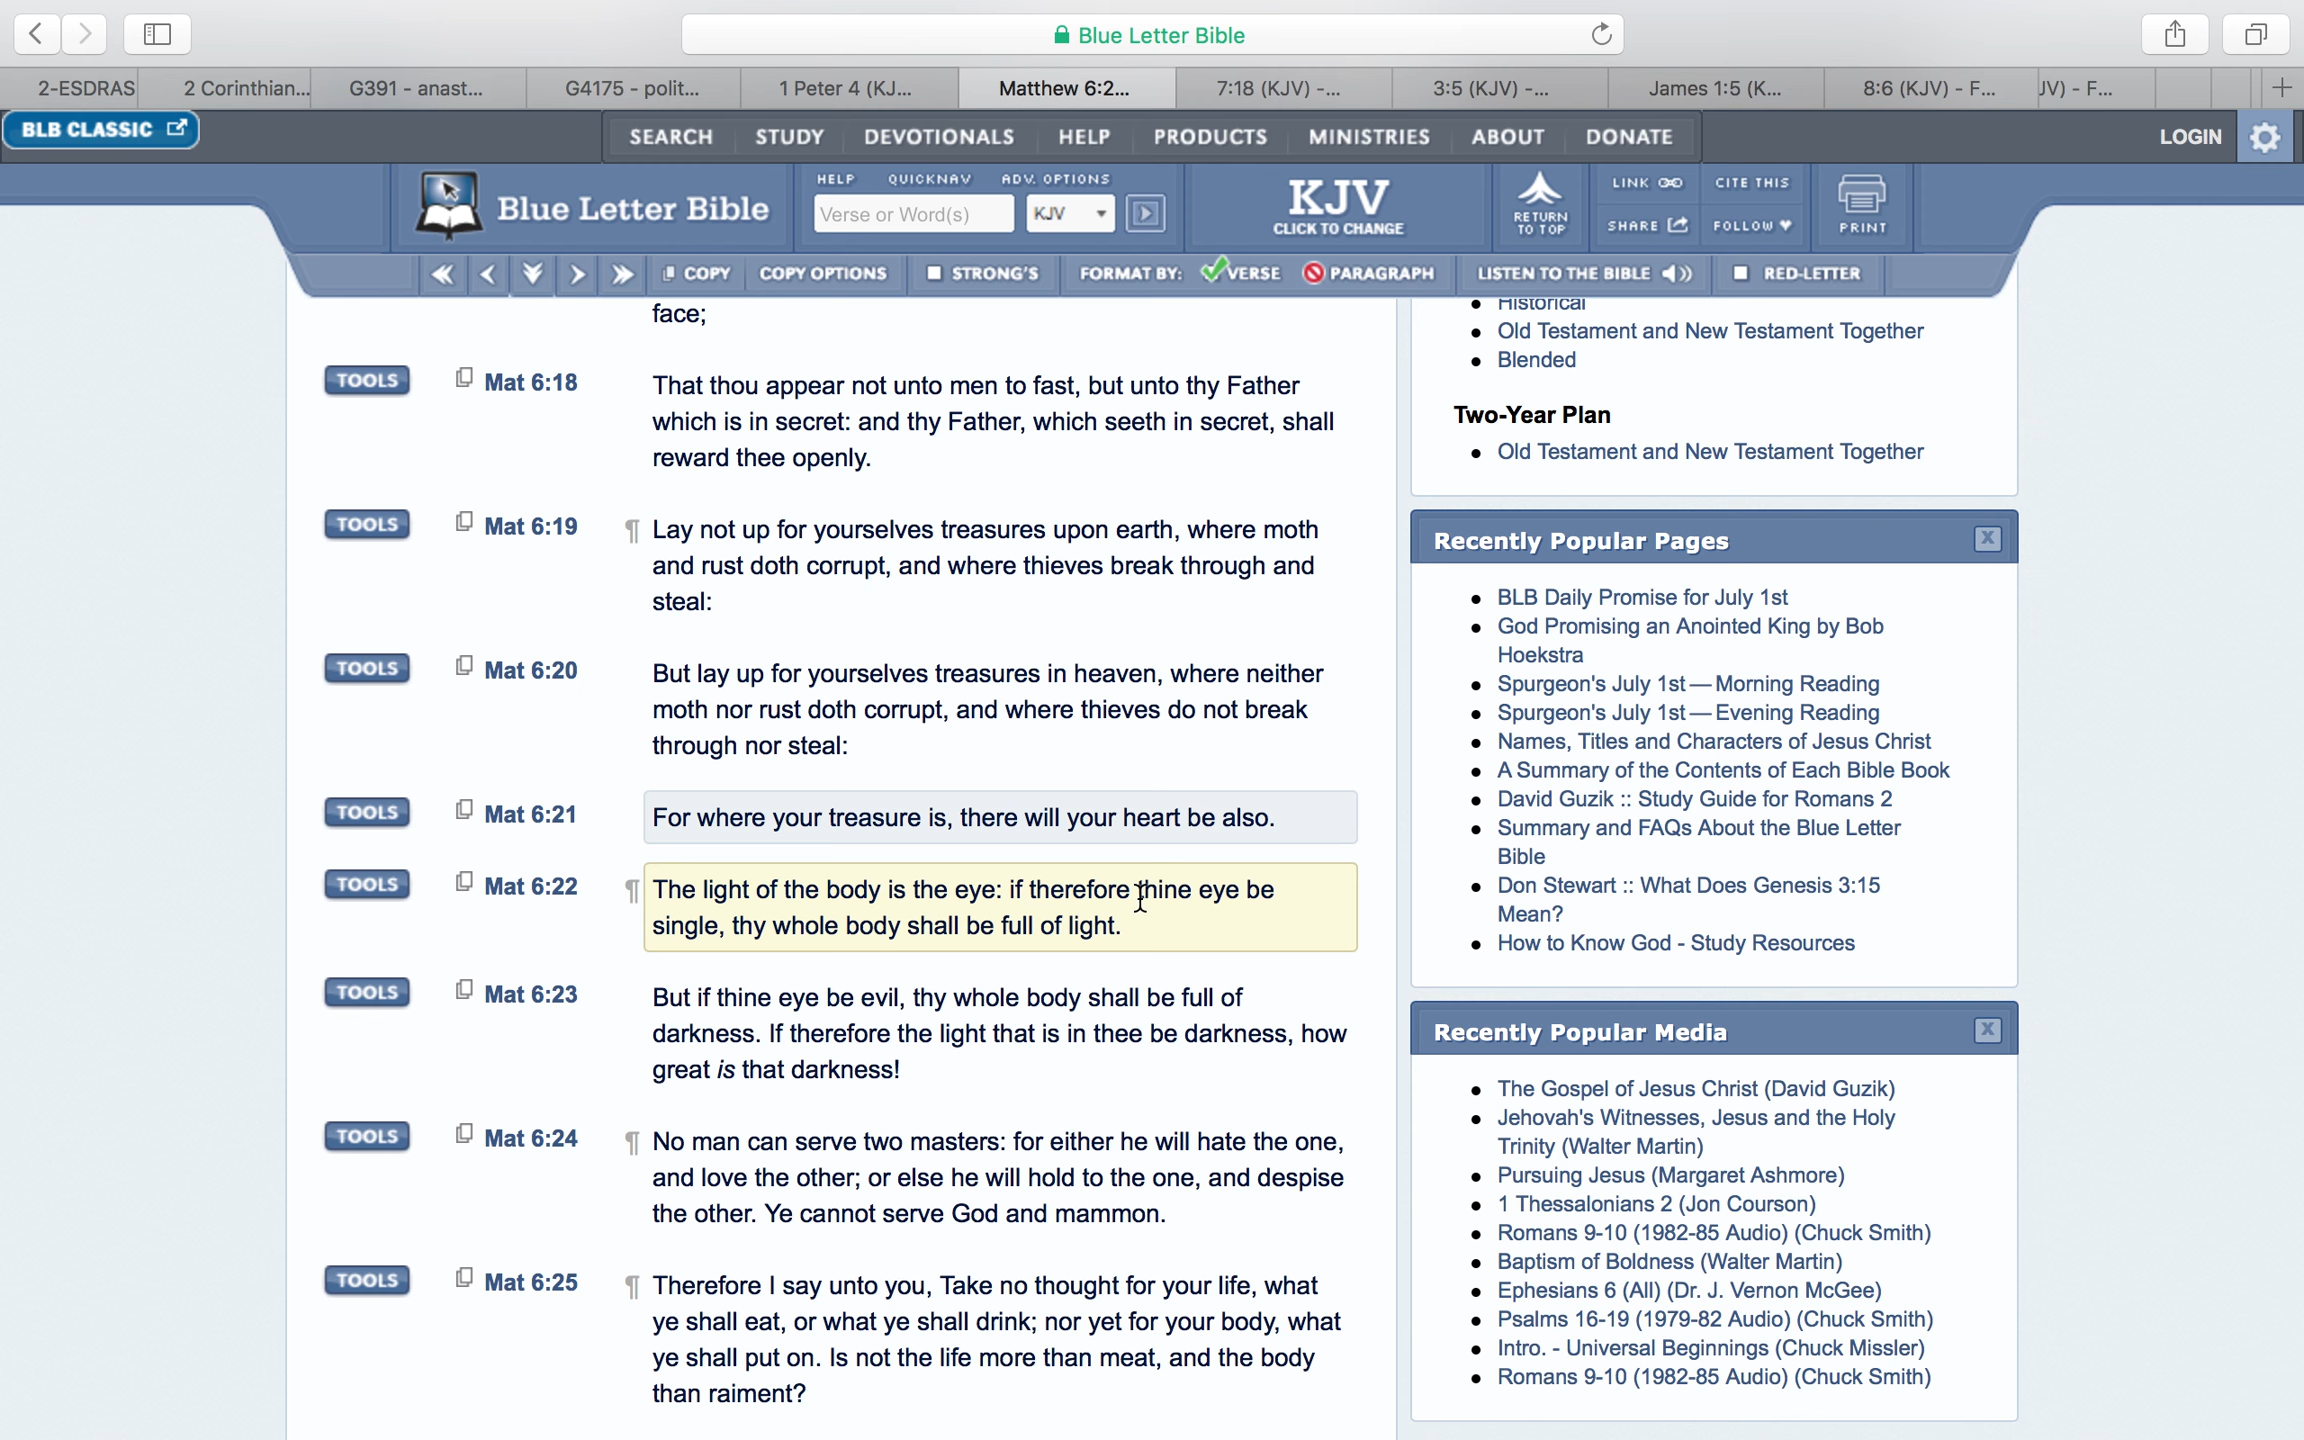 Blue Letter Bible
2-ESDRAS
2 Corinthian...
G391 - anast...
G4175 - polit...
1 Peter 4 (KJ...
Matthew 6:2...
7:18 (KJV) -...
3:5 (KJV) -...
James 1:5 (K...
8:6 (KJV) - F...
JV) - F...
BLB CLASSIC
SEARCH
STUDY
DEVOTIONALS
HELP
PRODUCTS
MINISTRIES
ABOUT
DONATE
LOGIN
Blue Letter Bible
HELP
QUICKNAV
ADV. OPTIONS
Verse or Word(s)
KJV
KJV
CLICK TO CHANGE
RETURN
TO TOP
LINK
CITE THIS
SHARE
FOLLOW
PRINT
COPY
COPY OPTIONS
STRONG'S
FORMAT BY:
VERSE
PARAGRAPH
LISTEN TO THE BIBLE
RED-LETTER
face;
TOOLS
Mat 6:18
That thou appear not unto men to fast, but unto thy Father
which is in secret: and thy Father, which seeth in secret, shall
reward thee openly.
TOOLS
Mat 6:19
¶ Lay not up for yourselves treasures upon earth, where moth
and rust doth corrupt, and where thieves break through and
steal:
TOOLS
Mat 6:20
But lay up for yourselves treasures in heaven, where neither
moth nor rust doth corrupt, and where thieves do not break
through nor steal:
TOOLS
Mat 6:21
For where your treasure is, there will your heart be also.
TOOLS
Mat 6:22
¶ The light of the body is the eye: if therefore thine eye be
single, thy whole body shall be full of light.
TOOLS
Mat 6:23
But if thine eye be evil, thy whole body shall be full of
darkness. If therefore the light that is in thee be darkness, how
great is that darkness!
TOOLS
Mat 6:24
¶ No man can serve two masters: for either he will hate the one,
and love the other; or else he will hold to the one, and despise
the other. Ye cannot serve God and mammon.
TOOLS
Mat 6:25
¶ Therefore I say unto you, Take no thought for your life, what
ye shall eat, or what ye shall drink; nor yet for your body, what
ye shall put on. Is not the life more than meat, and the body
than raiment?
Historical
Old Testament and New Testament Together
Blended
Two-Year Plan
Old Testament and New Testament Together
Recently Popular Pages
X
BLB Daily Promise for July 1st
God Promising an Anointed King by Bob
Hoekstra
Spurgeon's July 1st—Morning Reading
Spurgeon's July 1st—Evening Reading
Names, Titles and Characters of Jesus Christ
A Summary of the Contents of Each Bible Book
David Guzik :: Study Guide for Romans 2
Summary and FAQs About the Blue Letter
Bible
Don Stewart :: What Does Genesis 3:15
Mean?
How to Know God - Study Resources
Recently Popular Media
X
The Gospel of Jesus Christ (David Guzik)
Jehovah's Witnesses, Jesus and the Holy
Trinity (Walter Martin)
Pursuing Jesus (Margaret Ashmore)
1 Thessalonians 2 (Jon Courson)
Romans 9-10 (1982-85 Audio) (Chuck Smith)
Baptism of Boldness (Walter Martin)
Ephesians 6 (All) (Dr. J. Vernon McGee)
Psalms 16-19 (1979-82 Audio) (Chuck Smith)
Intro. - Universal Beginnings (Chuck Missler)
Romans 9-10 (1982-85 Audio) (Chuck Smith)